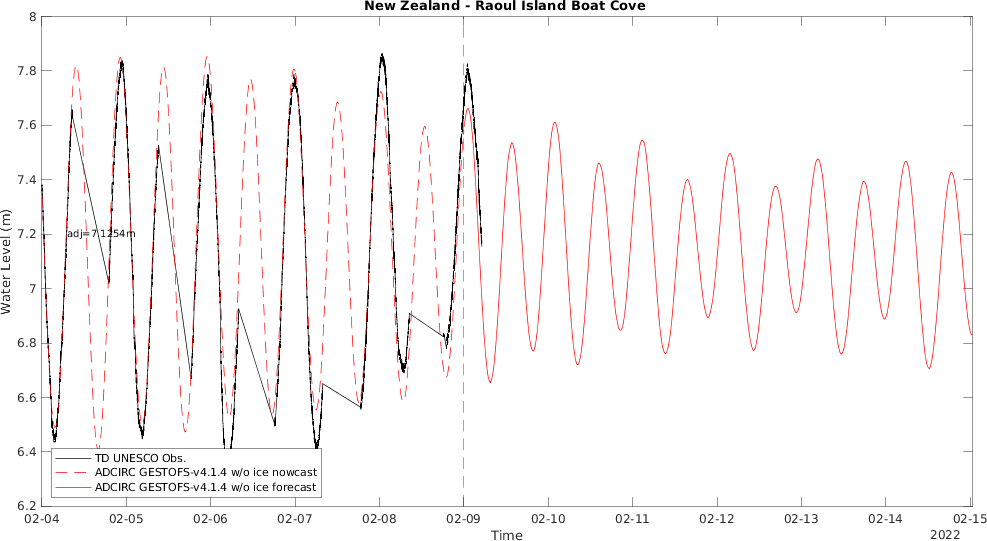 New Zealand - Raoul Island Boat Cove
8
7.8
7.6
7.4
7.2
7
6.8
6.6
6.4
6.2
Water Level (m)
adj=7.1254m
TD UNESCO Obs.
ADCIRC GESTOFS-v4.1.4 w/o ice nowcast
ADCIRC GESTOFS-v4.1.4 w/o ice forecast
02-04 02-05 02-06 02-07 02-08 02-09 02-10 02-11 02-12 02-13 02-14 02-15
Time
2022